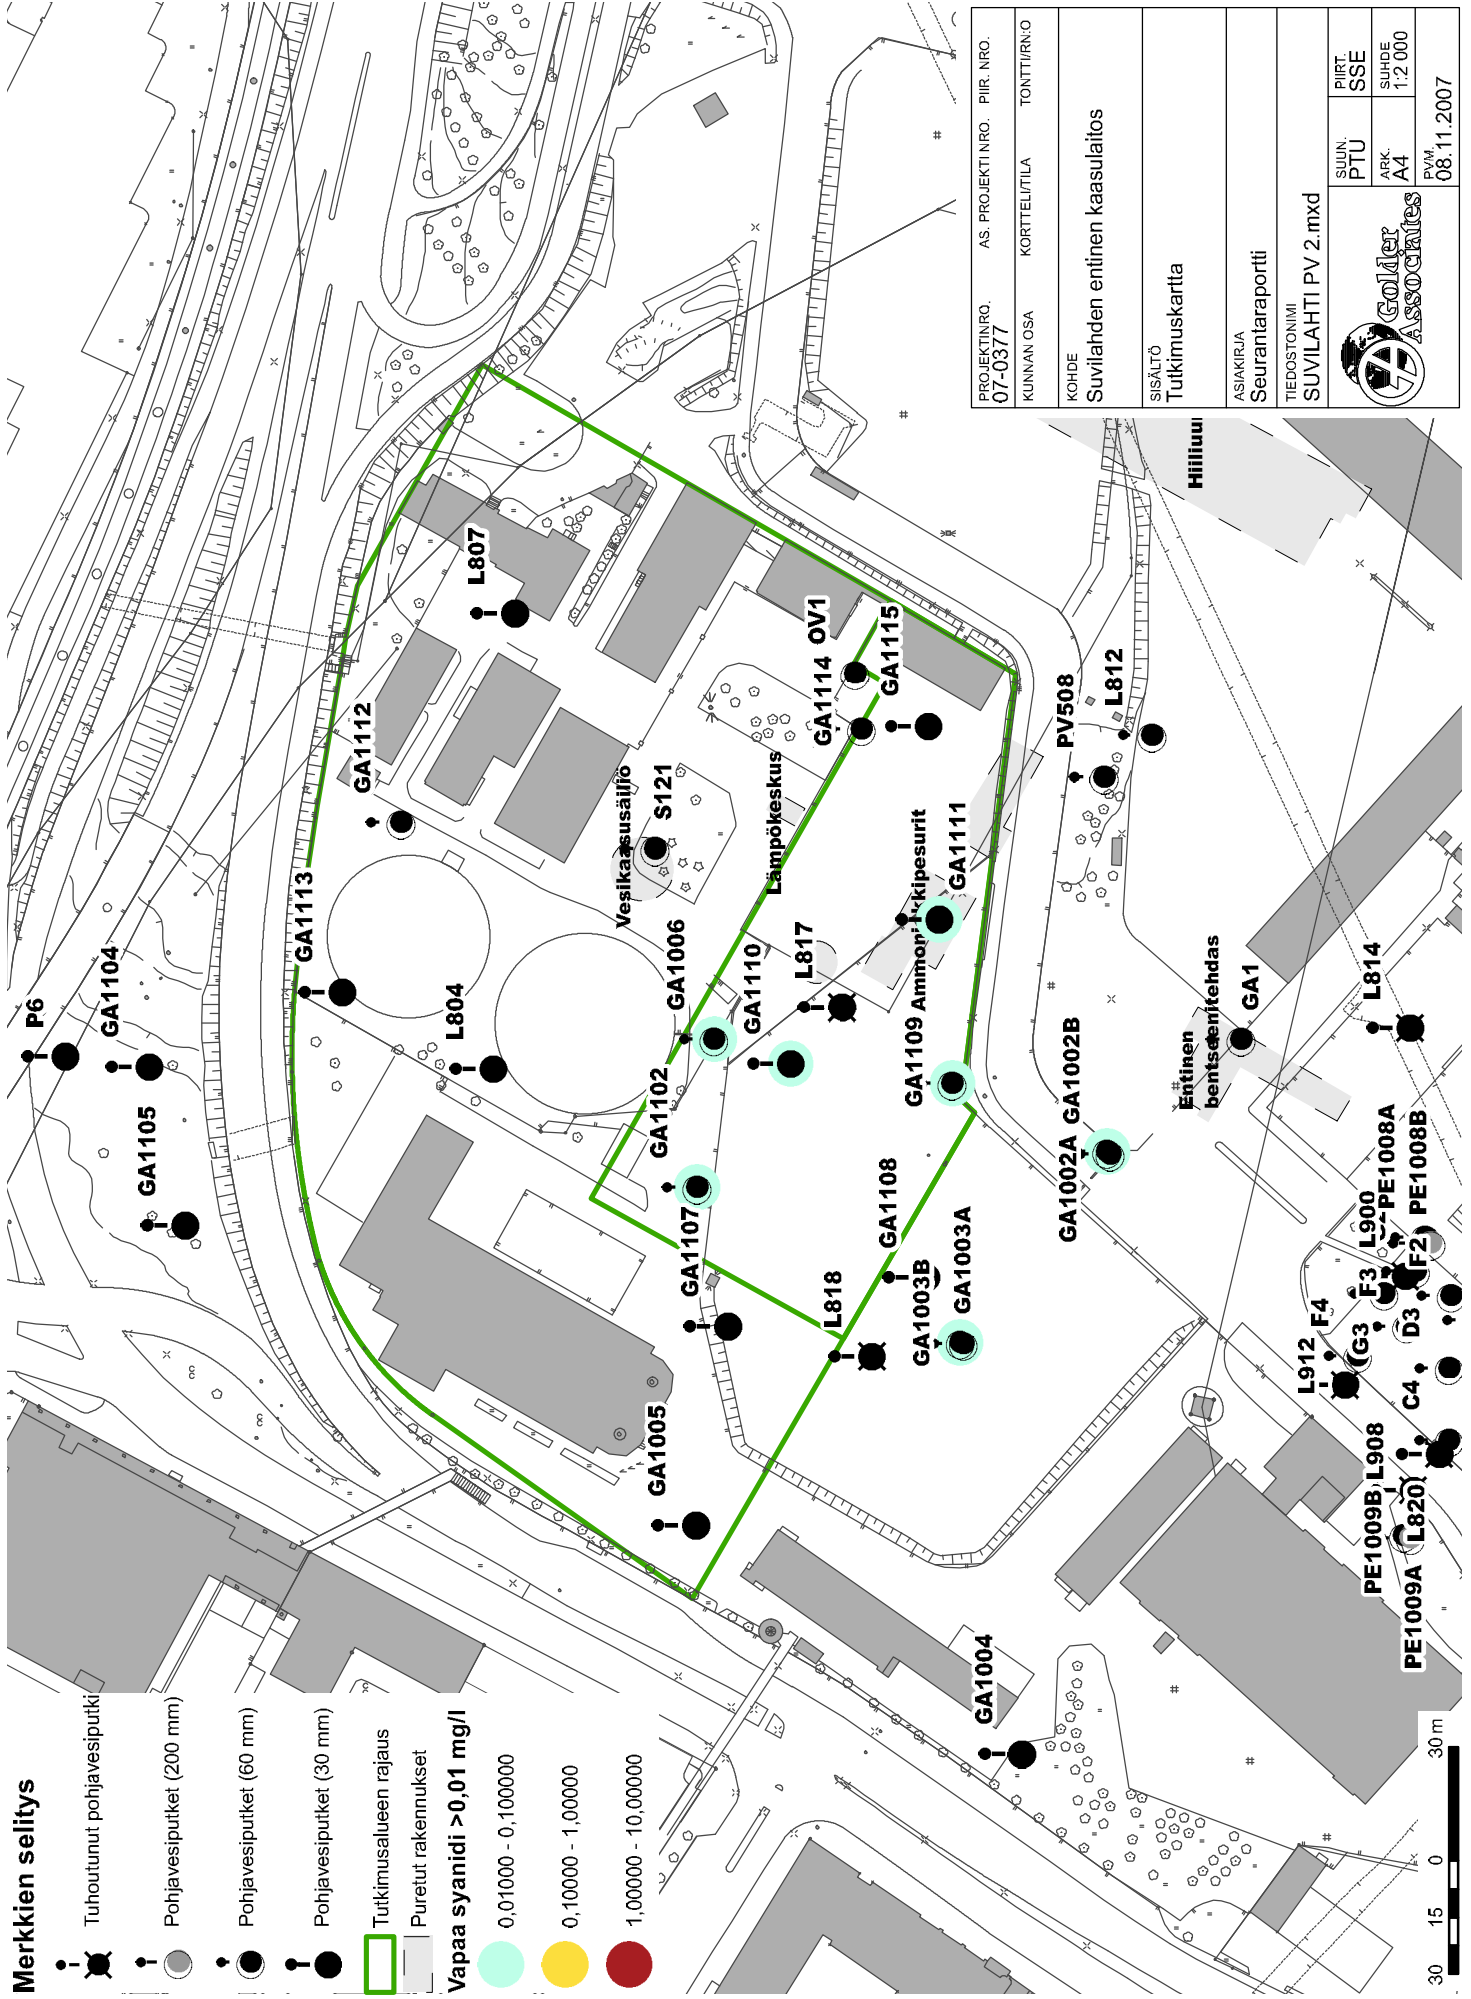 Merkkien selitys
Tuhoutunut pohjavesiputki
Pohjavesiputket (200 mm)
Pohjavesiputket (60 mm)
Pohjavesiputket (30 mm)
Tutkimusalueen rajaus
Puretut rakennukset
Vapaa syanidi >0,01 mg/l
0,01000 - 0,100000
0,10000 - 1,00000
1,00000 - 10,00000
P6
GA1104
GA1105
GA1113
GA1112
L807
L804
Vesikaasusäiliö
S121
Lämpökeskus
OV1
GA1114
GA1115
GA1006
GA1110
L817
Ammoniakkipesurit
GA1111
GA1109
GA1102
GA1107
GA1108
L818
GA1003B
GA1003A
GA1005
GA1004
GA1002A
GA1002B
PV508
L812
Hiiliuu
Entinen
bentseenitehdas
GA1
L814
PE1008A
PE1008B
L900
F2
F3
F4
G3
D3
C4
L912
L908
L820
PE1009B
PE1009A
30
15
0
30 m
PROJEKTINRO.
07-0377
AS. PROJEKTI NRO.
PIIR. NRO.
KUNNAN OSA
KORTTELI/TILA
TONTTI/RN:O
KOHDE
Suvilahden entinen kaasulaitos
SISÄLTÖ
Tutkimuskartta
ASIAKIRJA
Seurantaraportti
TIEDOSTONIMI
SUVILAHTI PV 2.mxd
Golder
Associates
SUUN.
PTU
PIIRT.
SSE
ARK.
A4
SUHDE
1:2 000
PVM.
08.11.2007